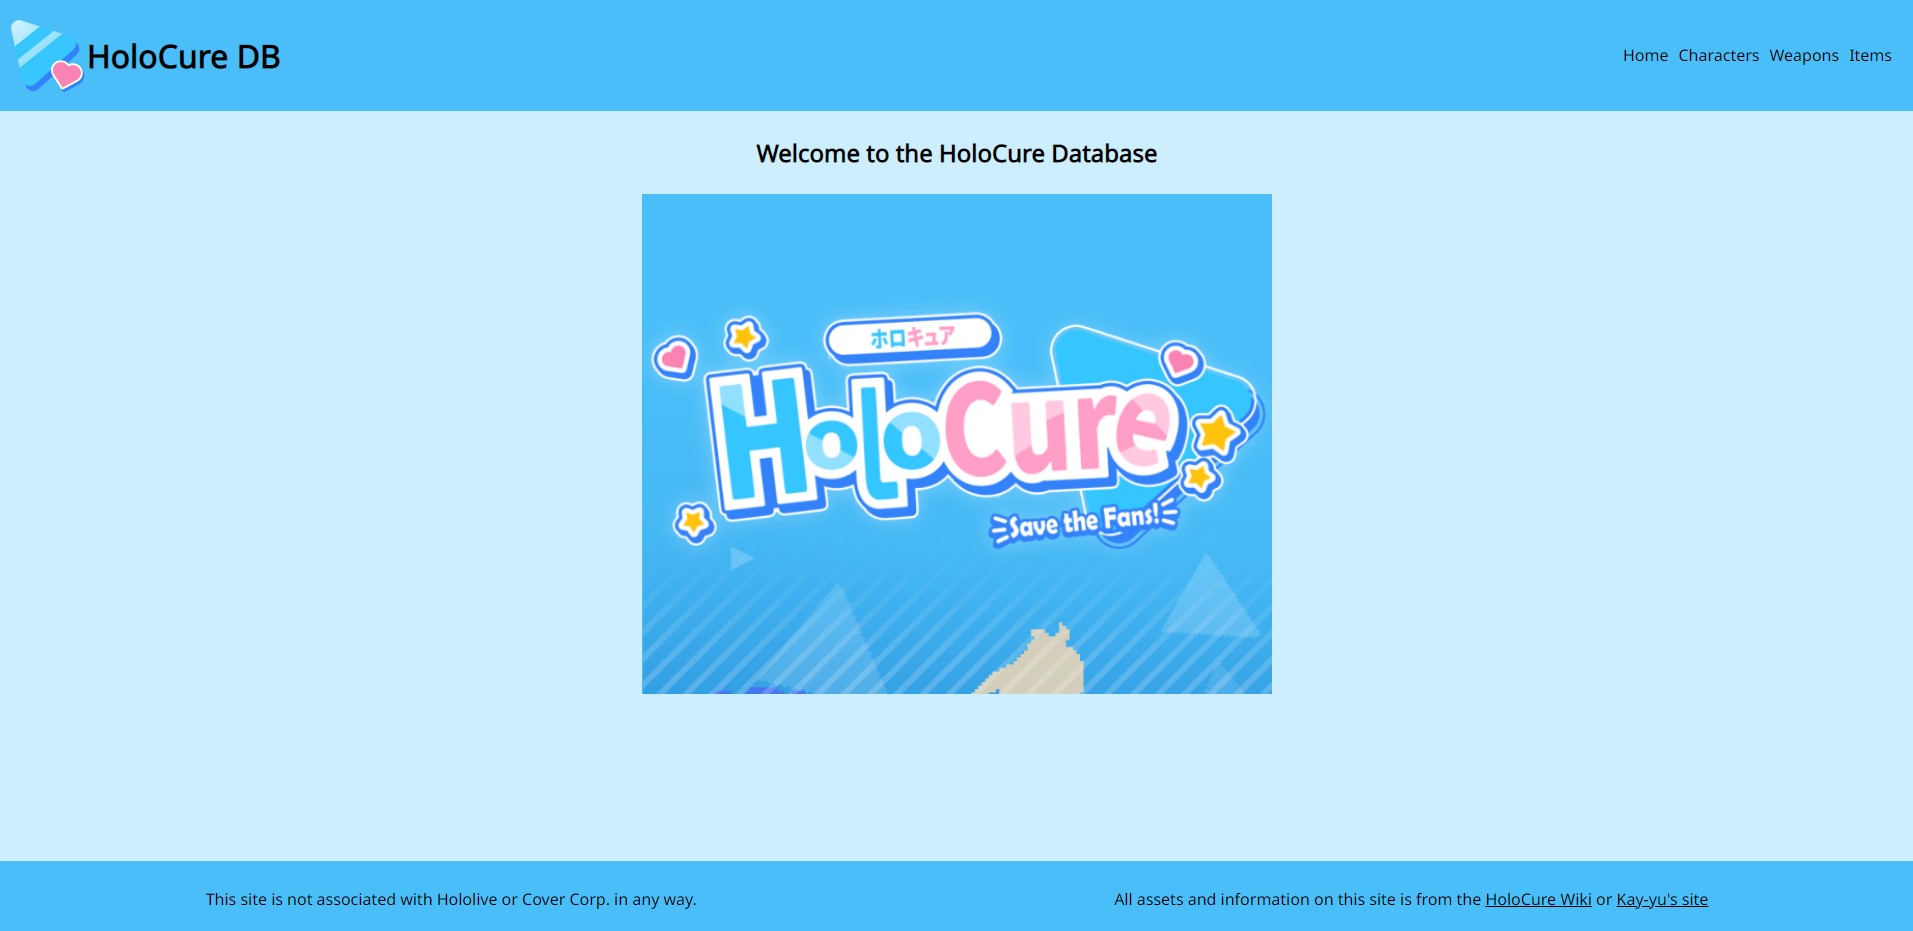 HoloCure DB
Home Characters Weapons Items
Welcome to the HoloCure Database
ホロキュア
HoloCure
Save the Fans!
This site is not associated with Hololive or Cover Corp. in any way.
All assets and information on this site is from the HoloCure Wiki or Kay-yu's site